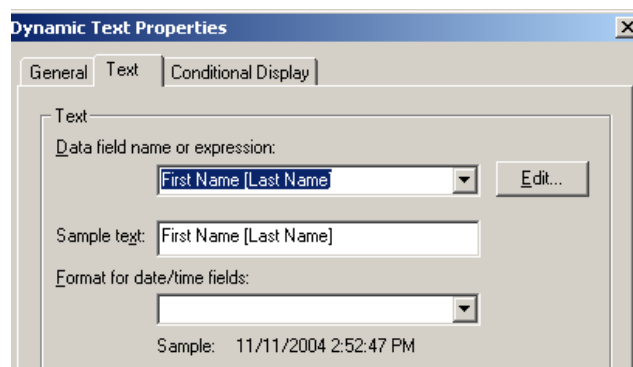 Dynamic Text Properties
General Text Conditional Display
Text
Data field name or expression:
First Name [Last Name]
Edit...
Sample text: First Name [Last Name]
Format for date/time fields:
Sample: 11/11/2004 2:52:47 PM